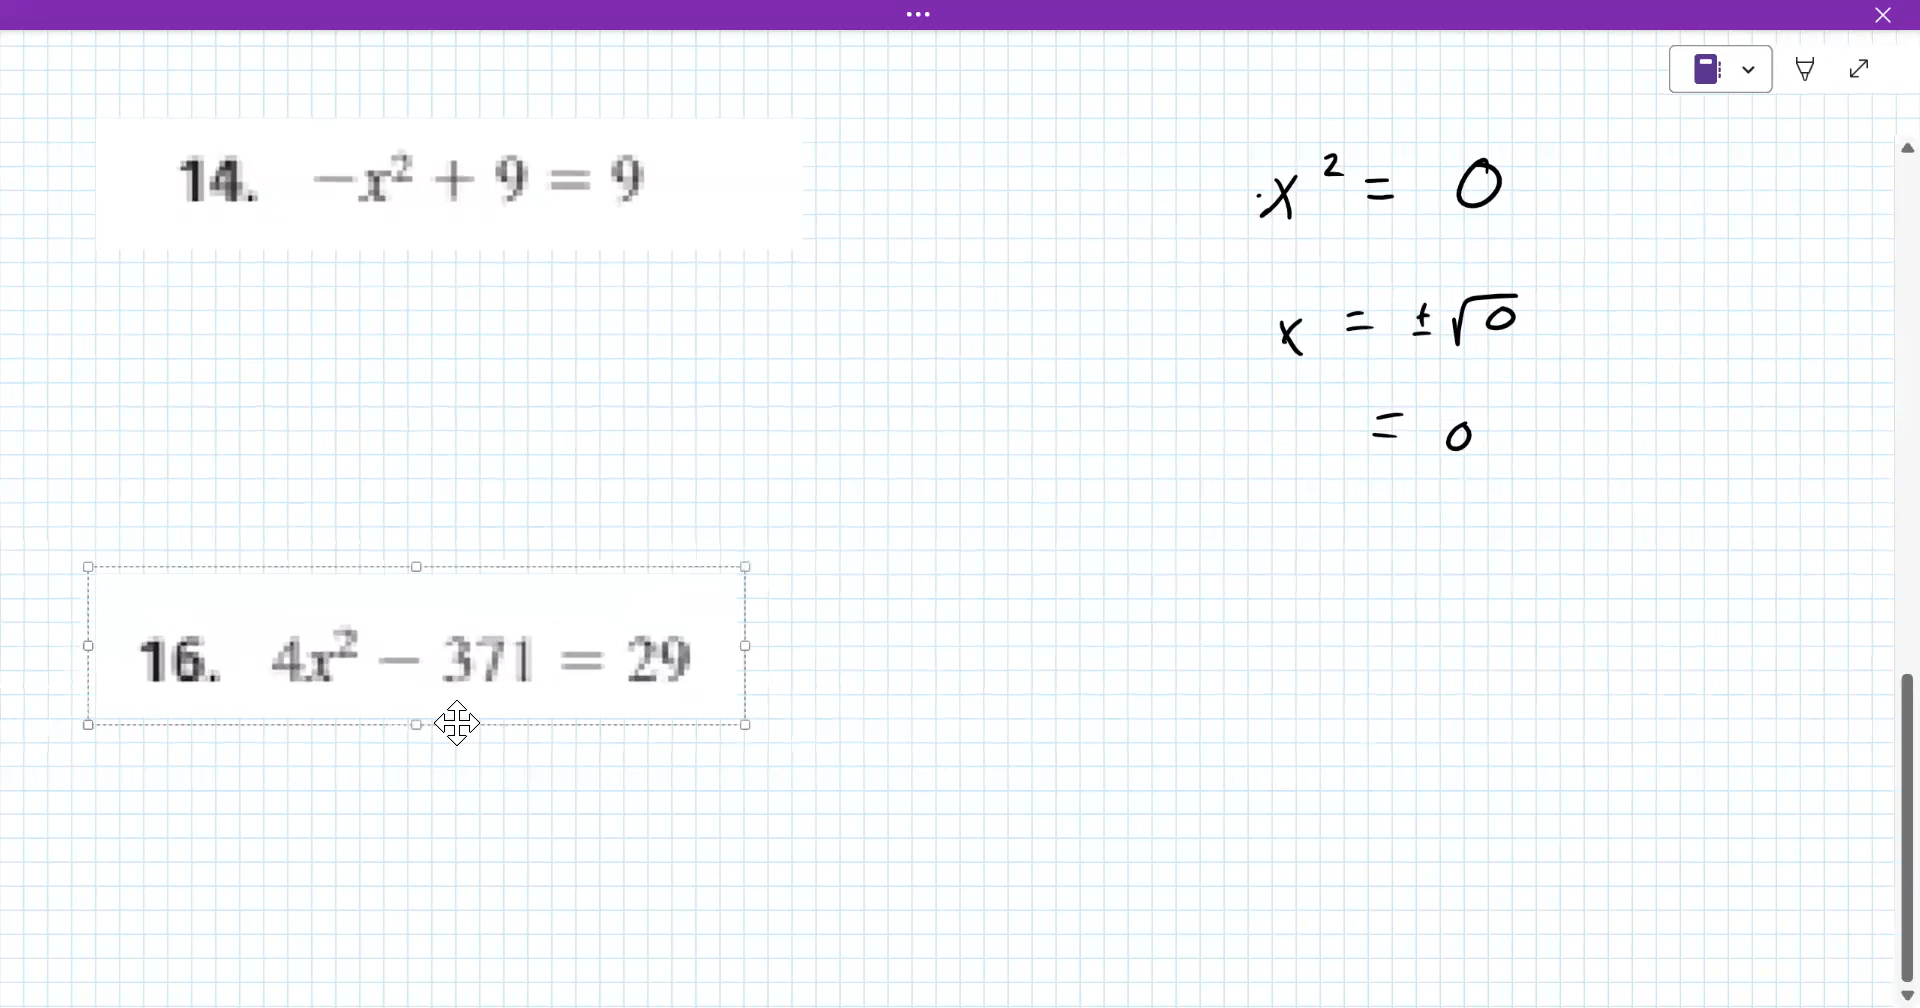 14. −x² + 9 = 9
x² = 0
x = ± √0
= 0
16. 4x² − 371 = 29